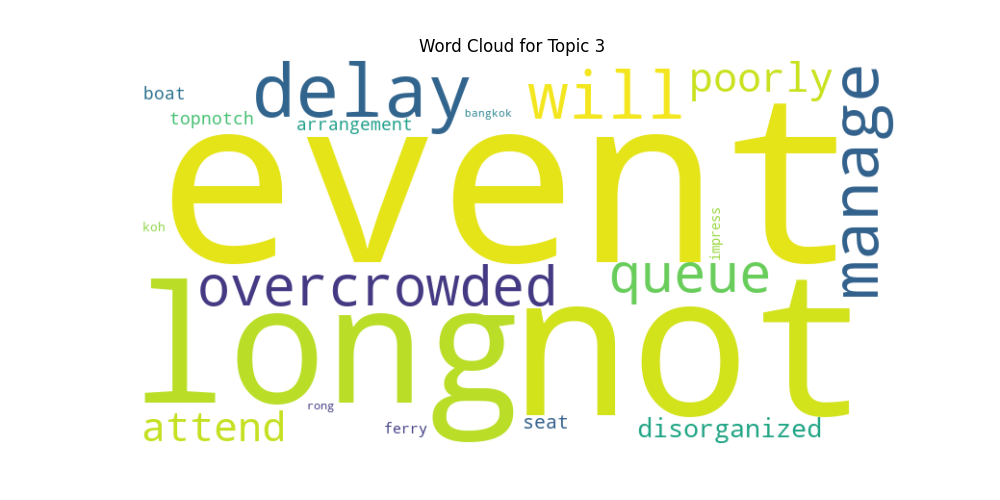 Word Cloud for Topic 3
boat
delay
will
poorly
manage
topnotch
arrangement
bangkok
event
koh
impress
overcrowded
queue
long
not
rong
attend
ferry
seat
disorganized